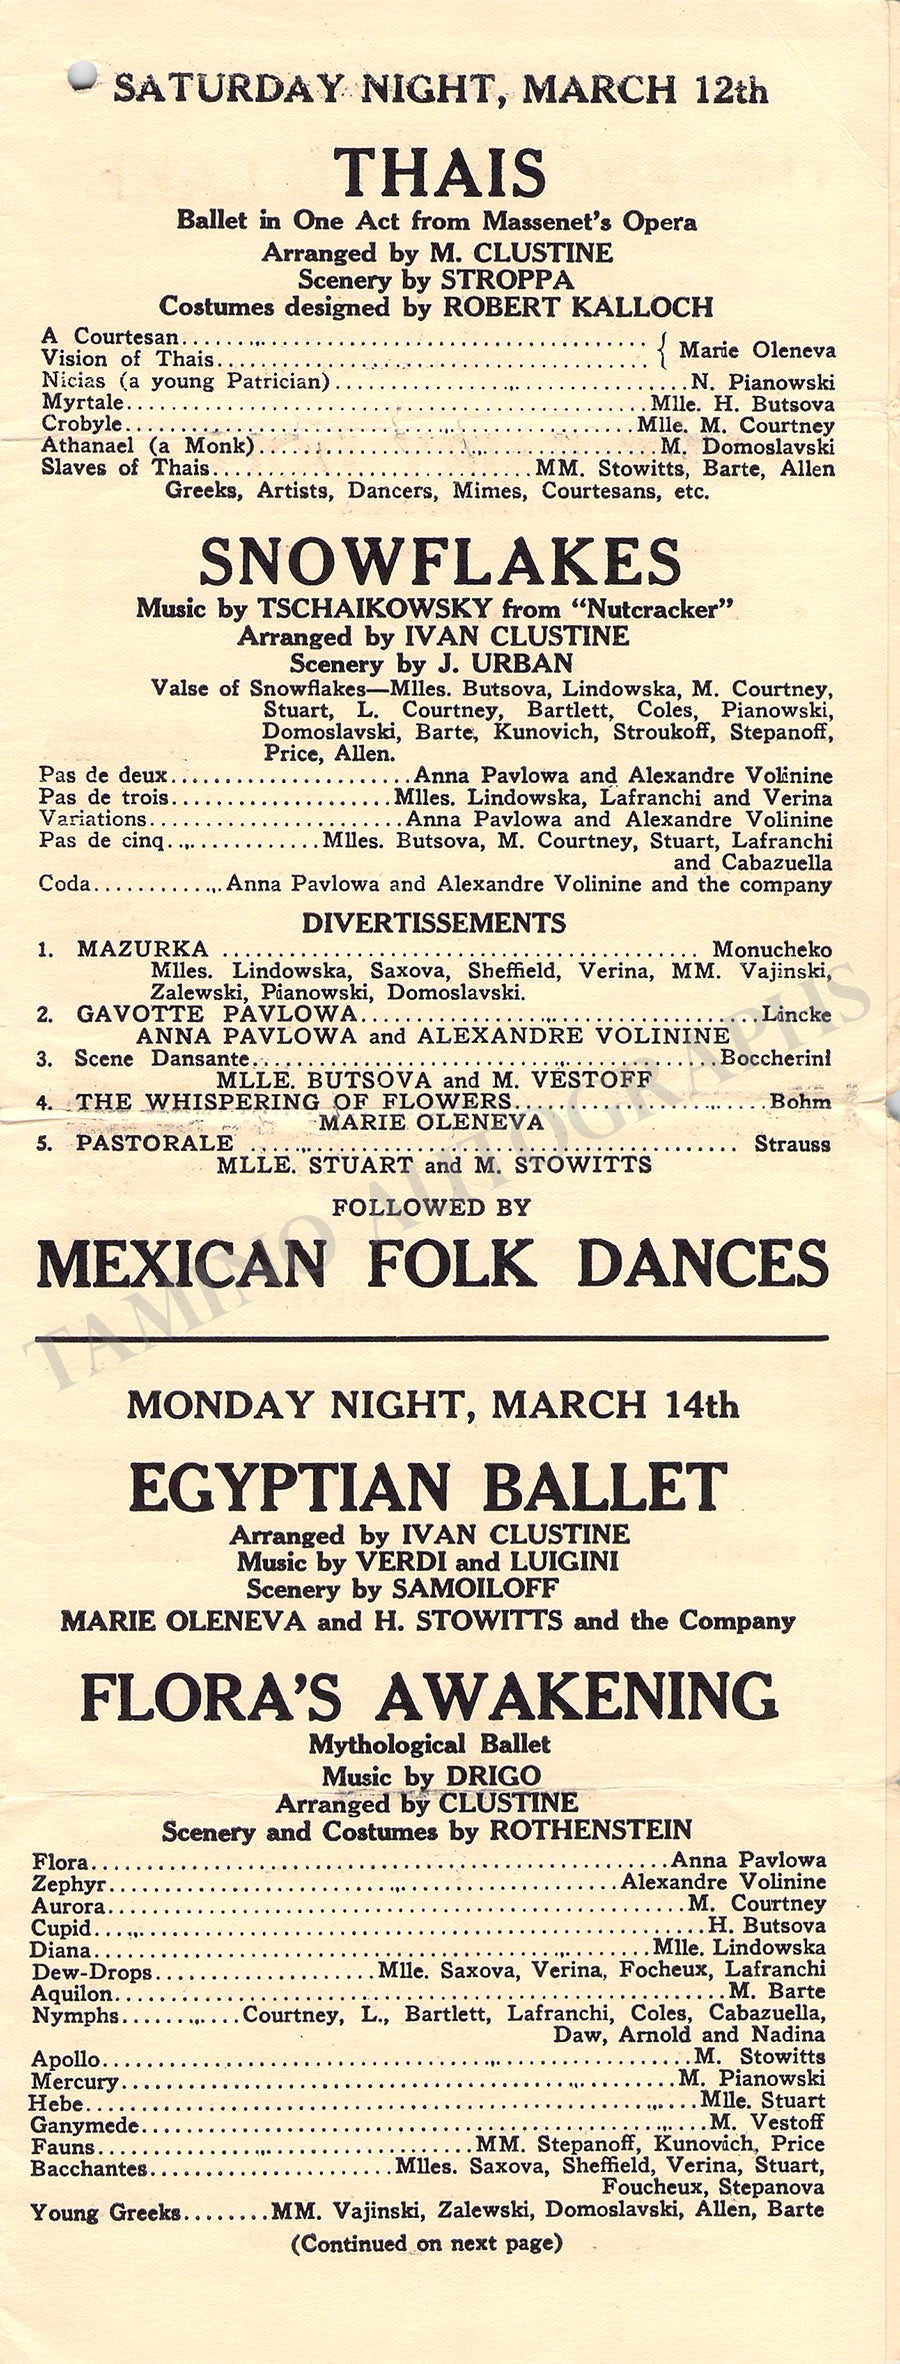 SATURDAY NIGHT, MARCH 12th
THAIS
Ballet in One Act from Massenet's Opera
Arranged by M. CLUSTINE
Scenery by STROPPA
Costumes designed by ROBERT KALLOCH
A Courtesan
Vision of Thais
{ Marie Oleneva
Nicias (a young Patrician) N. Pianowski
Myrtale Mlle. H. Butsova
Crobyle Mlle. M. Courtney
Athanael (a Monk) M. Domoslavski
Slaves of Thais MM. Stowitts, Barte, Allen
Greeks, Artists, Dancers, Mimes, Courtesans, etc.
SNOWFLAKES
Music by TSCHAIKOWSKY from "Nutcracker"
Arranged by IVAN CLUSTINE
Scenery by J. URBAN
Valse of Snowflakes—Mlles. Butsova, Lindowska, M. Courtney,
Stuart, L. Courtney, Bartlett, Coles, Pianowski,
Domoslavski, Barte, Kunovich, Stroukoff, Stepanoff,
Price, Allen.
Pas de deux Anna Pavlowa and Alexandre Volinine
Pas de trois Mlles. Lindowska, Lafranchi and Verina
Variations Anna Pavlowa and Alexandre Volinine
Pas de cinq Mlles. Butsova, M. Courtney, Stuart, Lafranchi
and Cabazuella
Coda Anna Pavlowa and Alexandre Volinine and the company
DIVERTISSEMENTS
1. MAZURKA Monucheko
Mlles. Lindowska, Saxova, Sheffield, Verina, MM. Vajinski,
Zalewski, Pianowski, Domoslavski.
2. GAVOTTE PAVLOWA Lincke
ANNA PAVLOWA and ALEXANDRE VOLININE
3. Scene Dansante Boccherini
MLLE. BUTSOVA and M. VESTOFF
4. THE WHISPERING OF FLOWERS Bohm
MARIE OLENEVA
5. PASTORALE Strauss
MLLE. STUART and M. STOWITTS
FOLLOWED BY
MEXICAN FOLK DANCES
TAMINO AUTOGRAPHS
MONDAY NIGHT, MARCH 14th
EGYPTIAN BALLET
Arranged by IVAN CLUSTINE
Music by VERDI and LUIGINI
Scenery by SAMOILOFF
MARIE OLENEVA and H. STOWITTS and the Company
FLORA'S AWAKENING
Mythological Ballet
Music by DRIGO
Arranged by CLUSTINE
Scenery and Costumes by ROTHENSTEIN
Flora Anna Pavlowa
Zephyr Alexandre Volinine
Aurora M. Courtney
Cupid H. Butsova
Diana Mlle. Lindowska
Dew-Drops Mlle. Saxova, Verina, Focheux, Lafranchi
Aquilon M. Barte
Nymphs Courtney, L., Bartlett, Lafranchi, Coles, Cabazuella,
Daw, Arnold and Nadina
Apollo M. Stowitts
Mercury M. Pianowski
Hebe Mlle. Stuart
Ganymede M. Vestoff
Fauns MM. Stepanoff, Kunovich, Price
Bacchantes Mlles. Saxova, Sheffield, Verina, Stuart,
Foucheux, Stepanova
Young Greeks MM. Vajinski, Zalewski, Domoslavski, Allen, Barte
(Continued on next page)